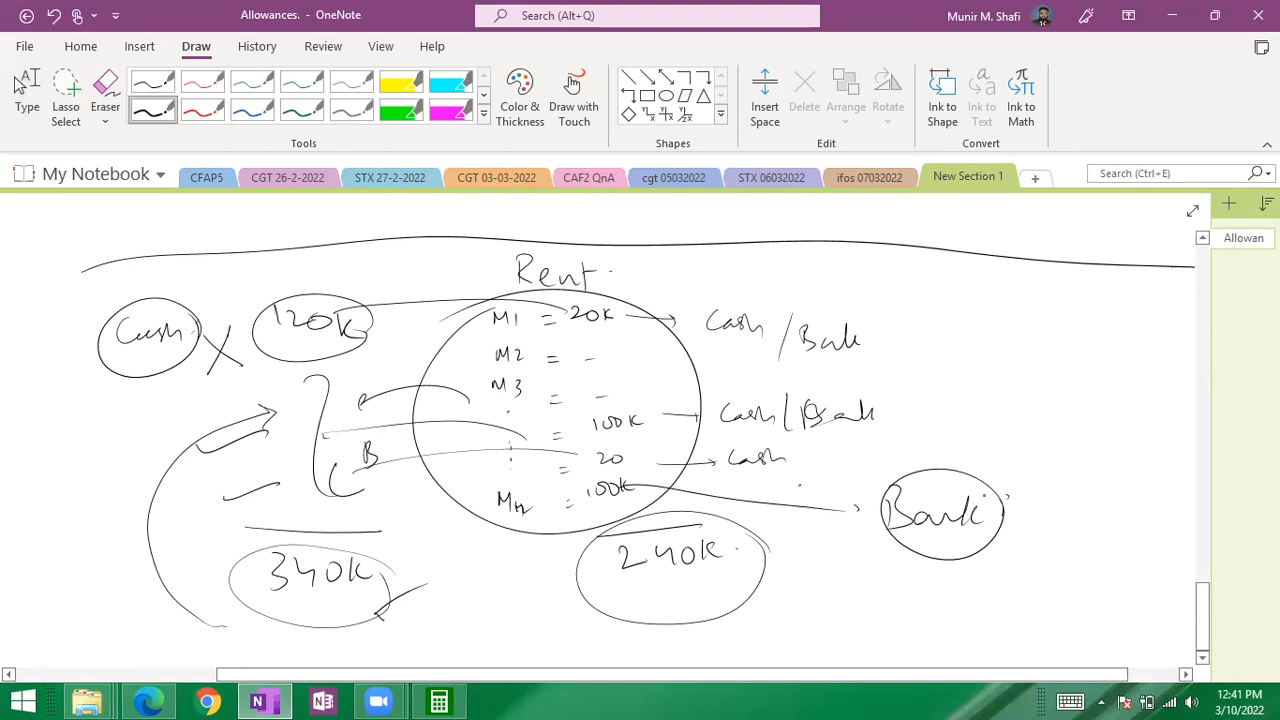 Allowances. - OneNote
Search (Alt+Q)
Munir M. Shafi
File Home Insert Draw History Review View Help
Type
Lasso Select
Eraser
Color & Thickness
Draw with Touch
Insert Space
Delete
Arrange
Rotate
Ink to Shape
Ink to Text
Ink to Math
Tools Shapes Edit Convert
My Notebook CFAP5 CGT 26-2-2022 STX 27-2-2022 CGT 03-03-2022 CAF2 QnA cgt 05032022 STX 06032022 ifos 07032022 New Section 1 Search (Ctrl+E)
Allowan
Rent.
Cash 120K M1 = 20K Cash / Bank
M2 = -
M3 = -
= 100K Cash / Bank
B = 20 Cash
M12 = 100K Bank
340K 240K
12:41 PM
3/10/2022